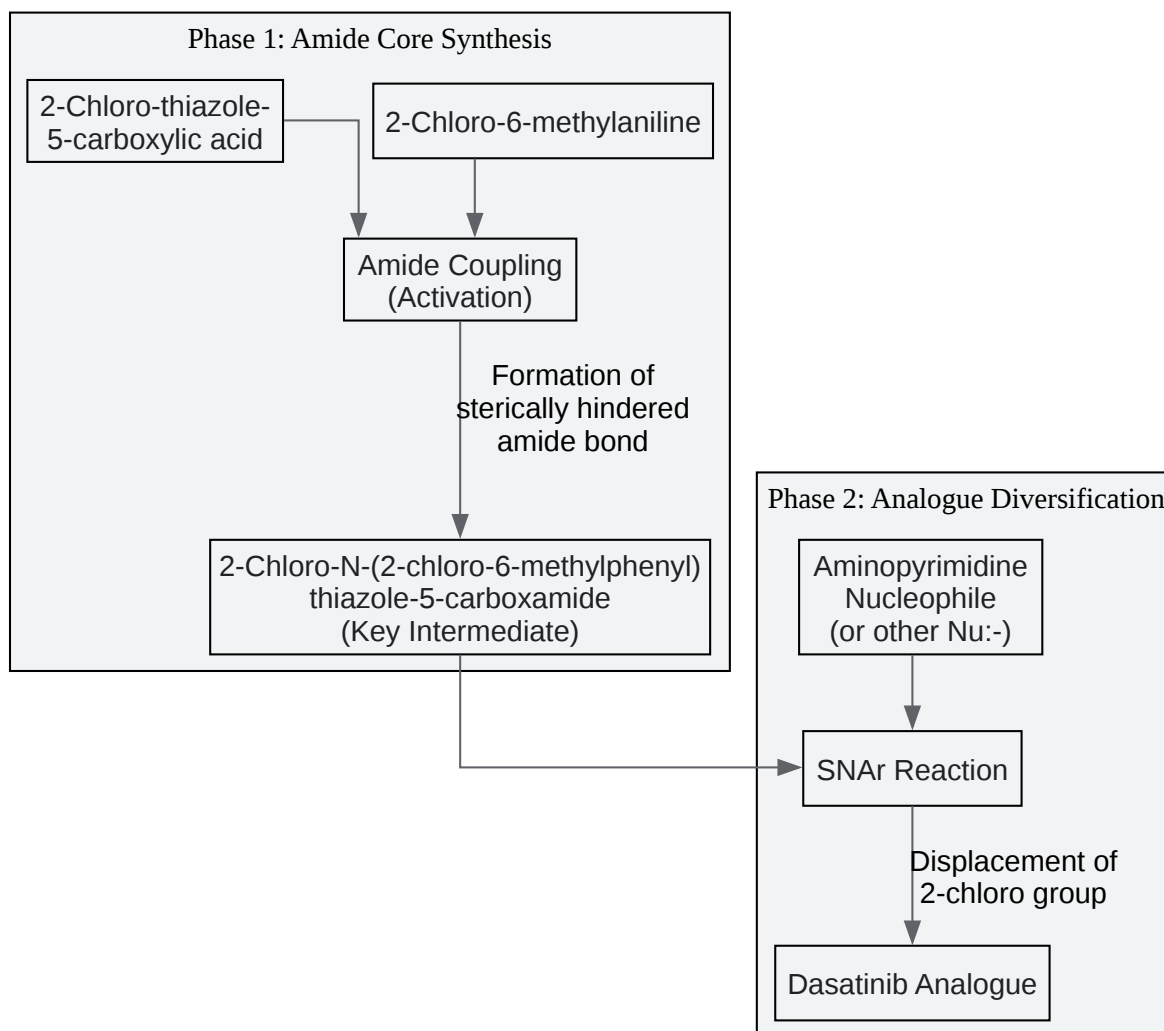 Phase 1: Amide Core Synthesis
2-Chloro-thiazole-
5-carboxylic acid
2-Chloro-6-methylaniline
Amide Coupling
(Activation)
Formation of
sterically hindered
amide bond
2-Chloro-N-(2-chloro-6-methylphenyl)
thiazole-5-carboxamide
(Key Intermediate)
Phase 2: Analogue Diversification
Aminopyrimidine
Nucleophile
(or other Nu:-)
SNAr Reaction
Displacement of
2-chloro group
Dasatinib Analogue